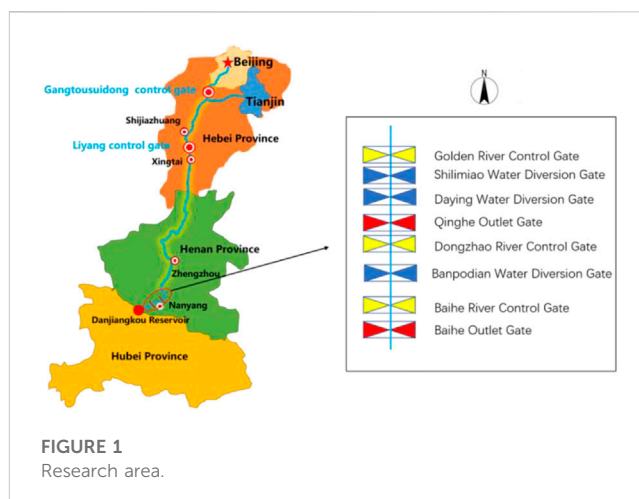 Beijing
Gangtousuidong control gate
Tianjin
Shijiazhuang
Hebei Province
Liyang control gate
Xingtai
Henan Province
Zhengzhou
Nanyang
Danjiangkou Reservoir
Hubei Province
N
Golden River Control Gate
Shilimiao Water Diversion Gate
Daying Water Diversion Gate
Qinghe Outlet Gate
Dongzhao River Control Gate
Banpodian Water Diversion Gate
Baihe River Control Gate
Baihe Outlet Gate
FIGURE 1
Research area.